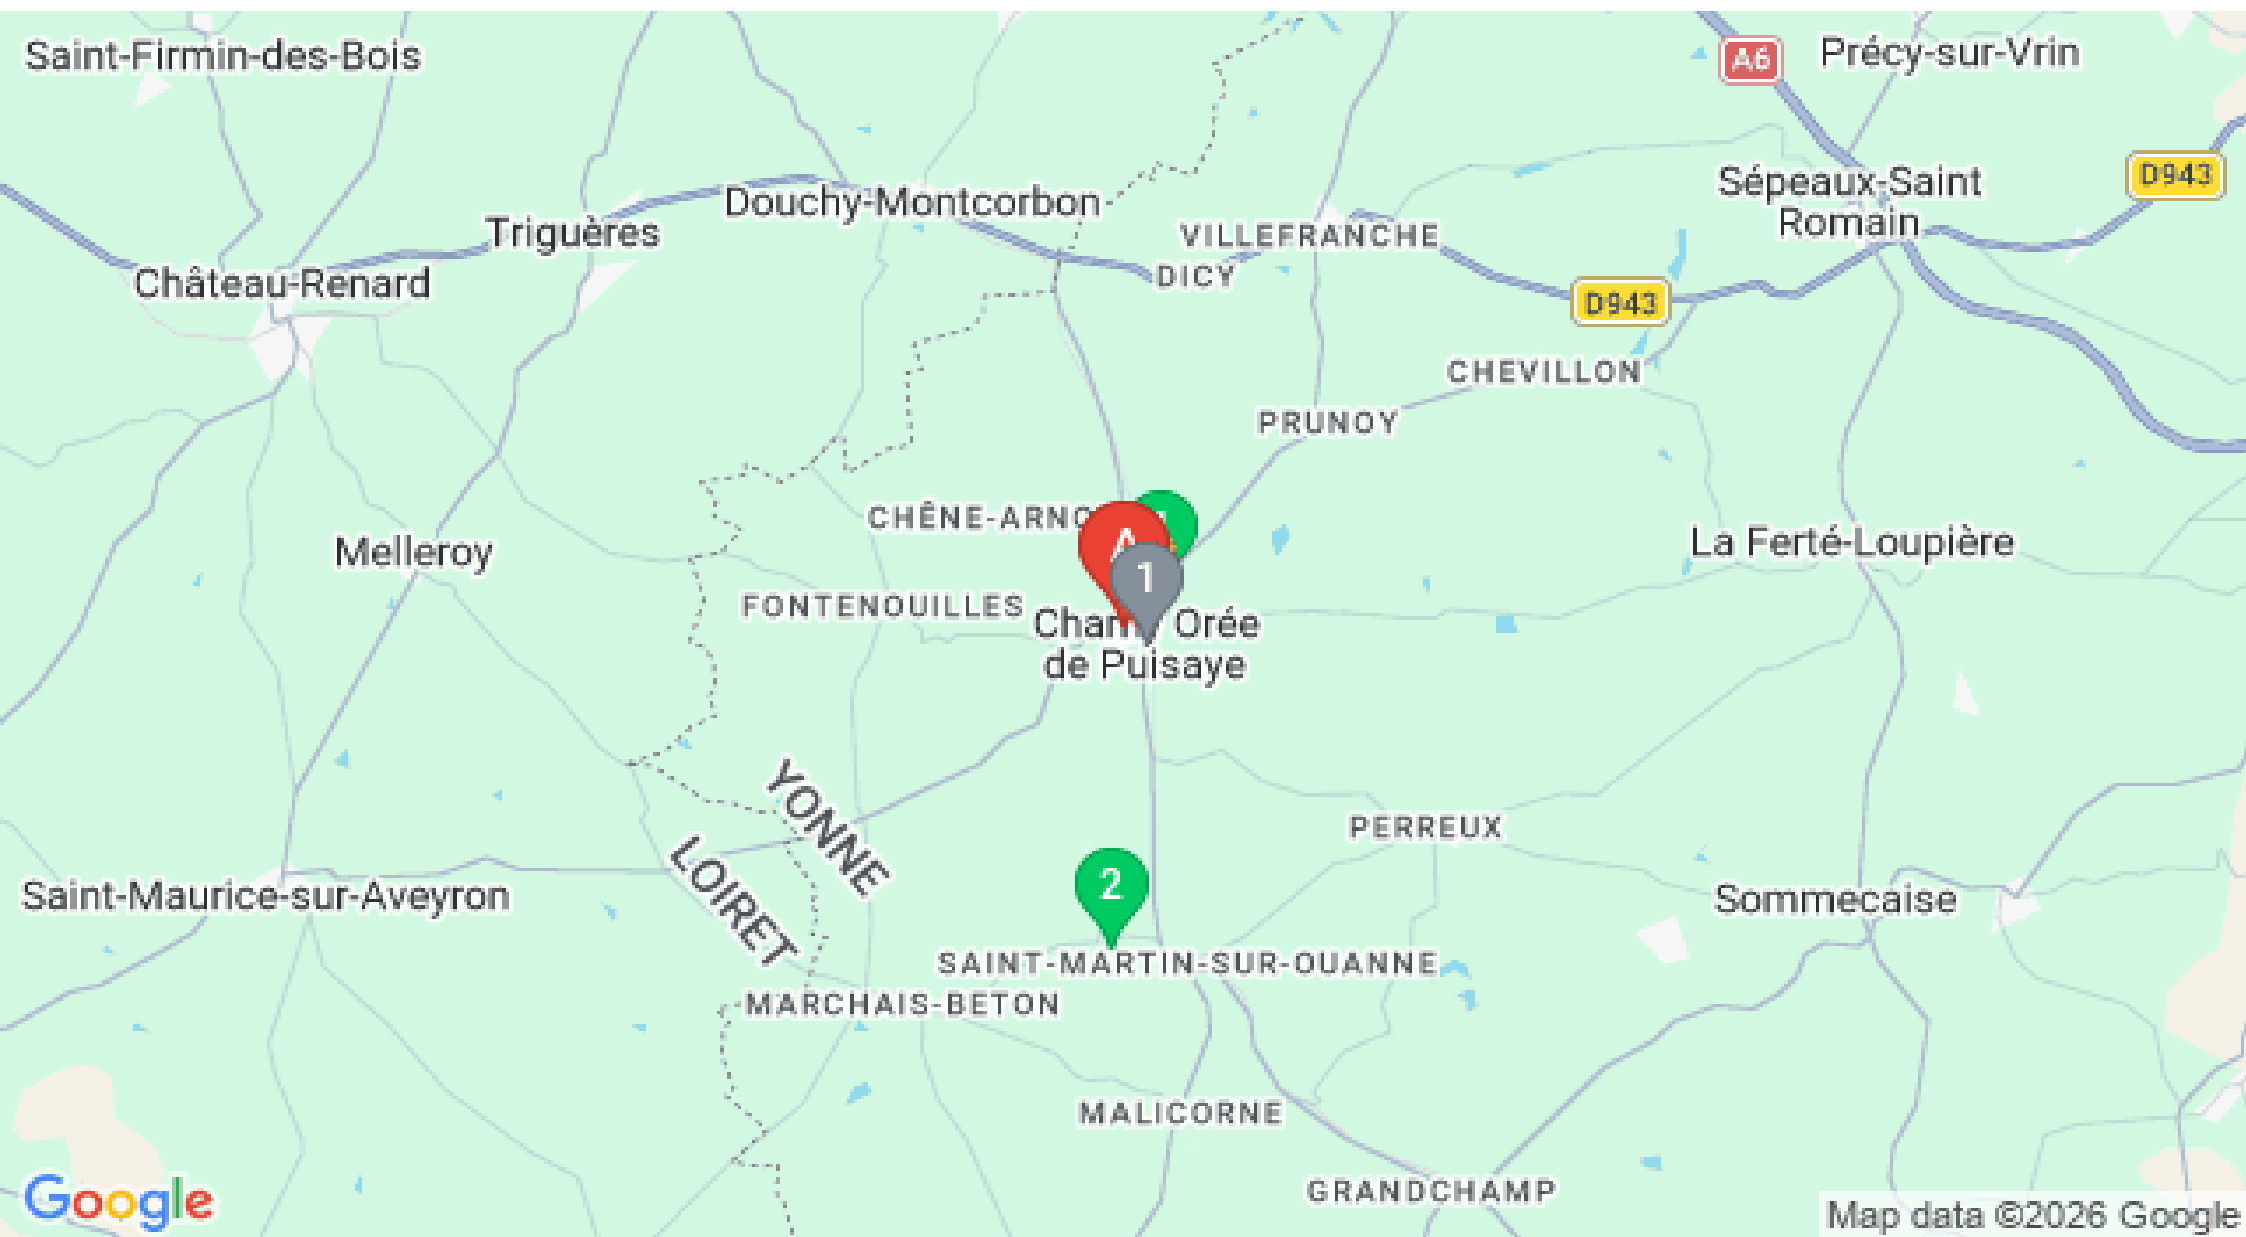 Saint-Firmin-des-Bois
A6
Précy-sur-Vrin
D943
Sépeaux-Saint
Romain
Douchy-Montcorbon
Triguères
VILLEFRANCHE
DICY
Château-Renard
D943
CHEVILLON
PRUNOY
CHÊNE-ARNO
A
1
La Ferté-Loupière
Melleroy
FONTENOUILLES
Cham Orée
de Puisaye
YONNE
LOIRET
PERREUX
2
Saint-Maurice-sur-Aveyron
Sommecaise
SAINT-MARTIN-SUR-OUANNE
MARCHAIS-BETON
MALICORNE
GRANDCHAMP
Google
Map data ©2026 Google